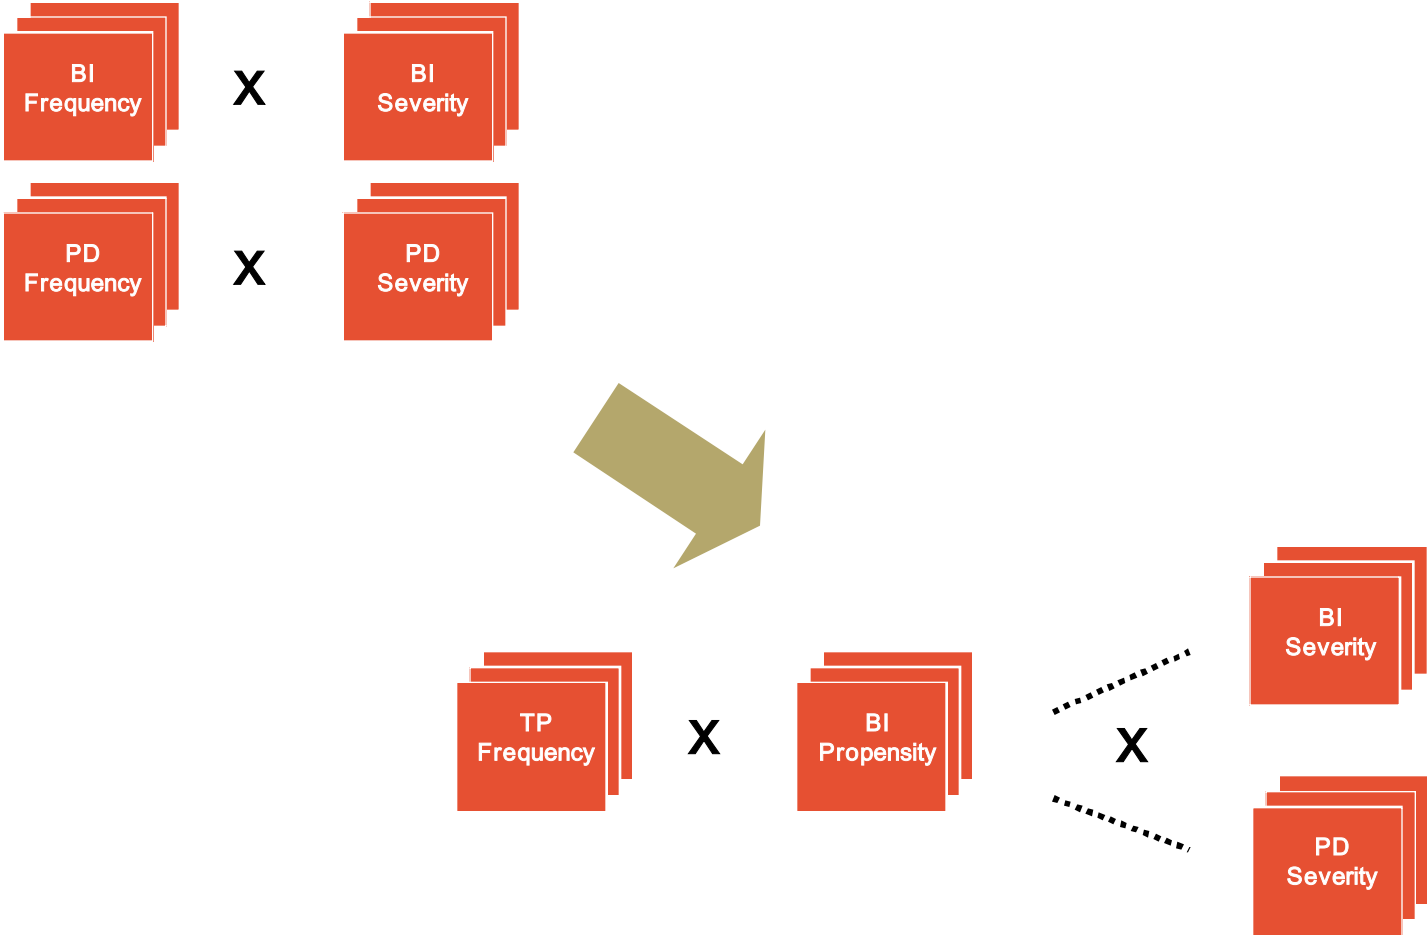 BI
Frequency
X
BI
Severity
PD
Frequency
X
PD
Severity
TP
Frequency
X
BI
Propensity
X
BI
Severity
PD
Severity